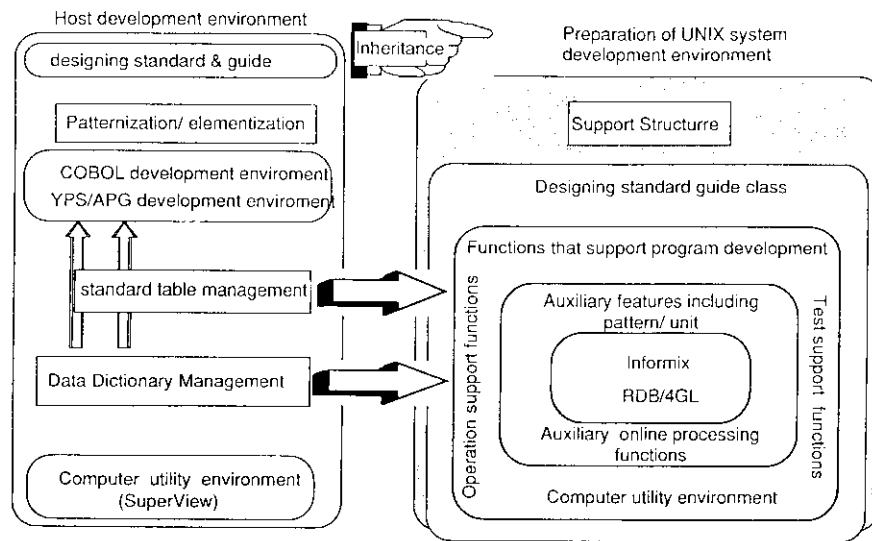 Host development environment
designing standard & guide
Patternization/ elementization
COBOL development enviroment
YPS/APG development enviroment
standard table management
Data Dictionary Management
Computer utility environment
(SuperView)
Inheritance
Preparation of UNIX system
development environment
Support Structurre
Designing standard guide class
Functions that support program development
Operation support functions
Auxiliary features including
pattern/ unit
Informix
RDB/4GL
Auxiliary online processing
functions
Test support functions
Computer utility environment